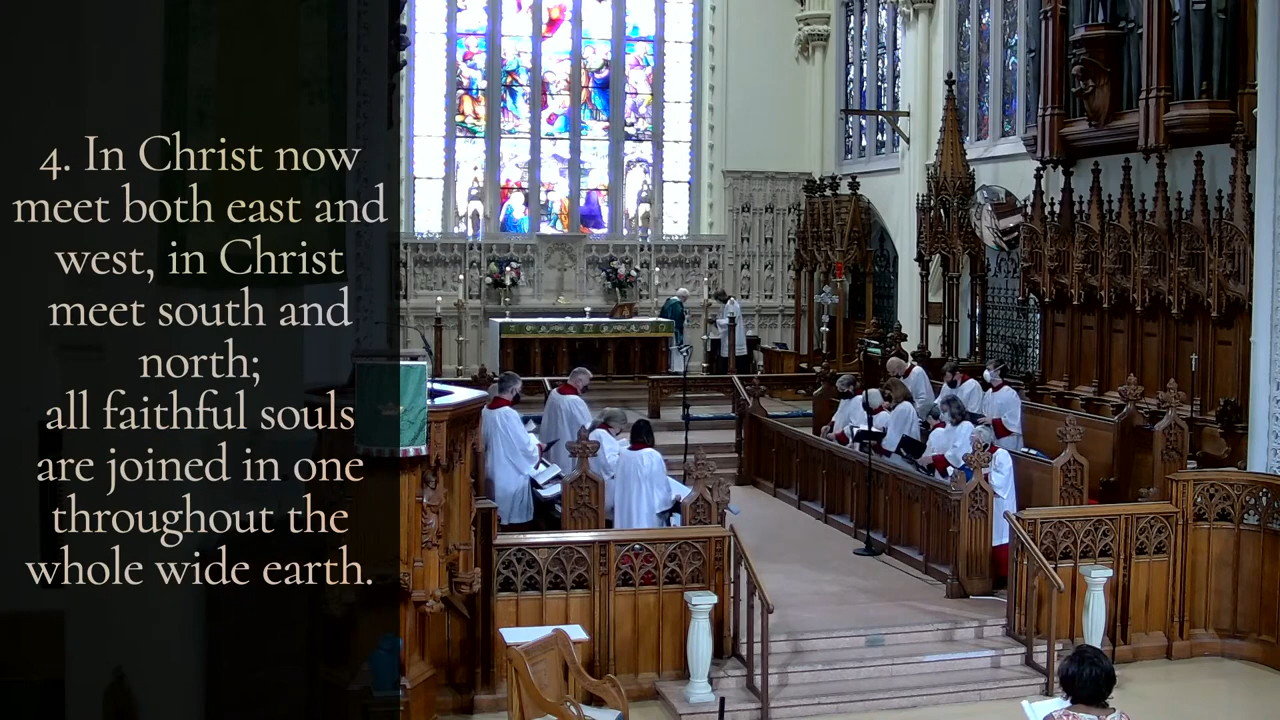 4. In Christ now
meet both east and
west, in Christ
meet south and
north;
all faithful souls
are joined in one
throughout the
whole wide earth.